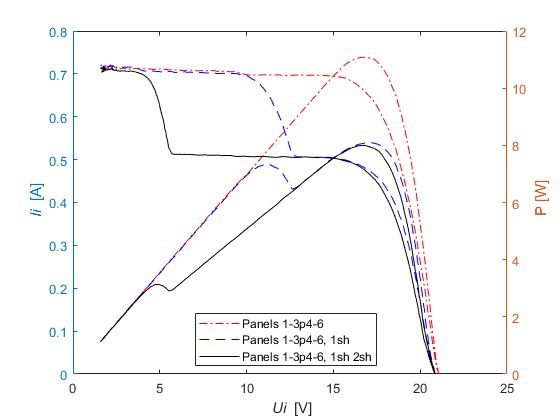 0.8
0.7
0.6
0.5
0.4
0.3
0.2
0.1
0
Ii [A]
12
10
8
6
4
2
0
P [W]
Panels 1-3p4-6
Panels 1-3p4-6, 1sh
Panels 1-3p4-6, 1sh 2sh
0 5 10 15 20 25
Ui [V]